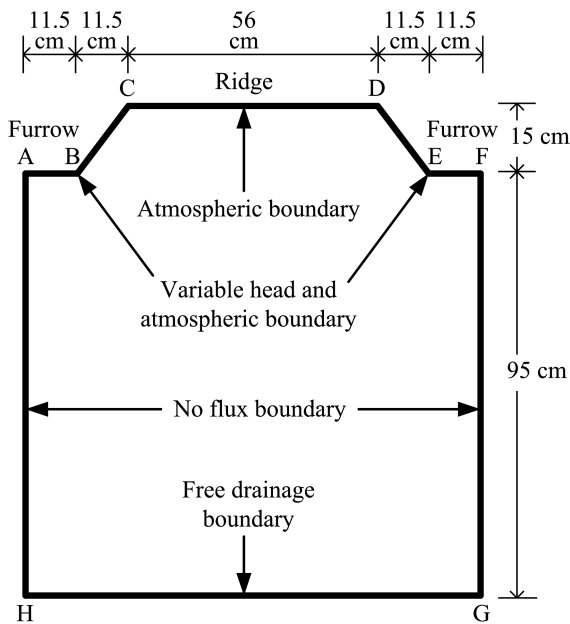 11.5 11.5 56 11.5 11.5
cm cm cm cm cm
C Ridge D
Furrow Furrow
15 cm
A B E F
Atmospheric boundary
Variable head and
atmospheric boundary
95 cm
No flux boundary
Free drainage
boundary
H G